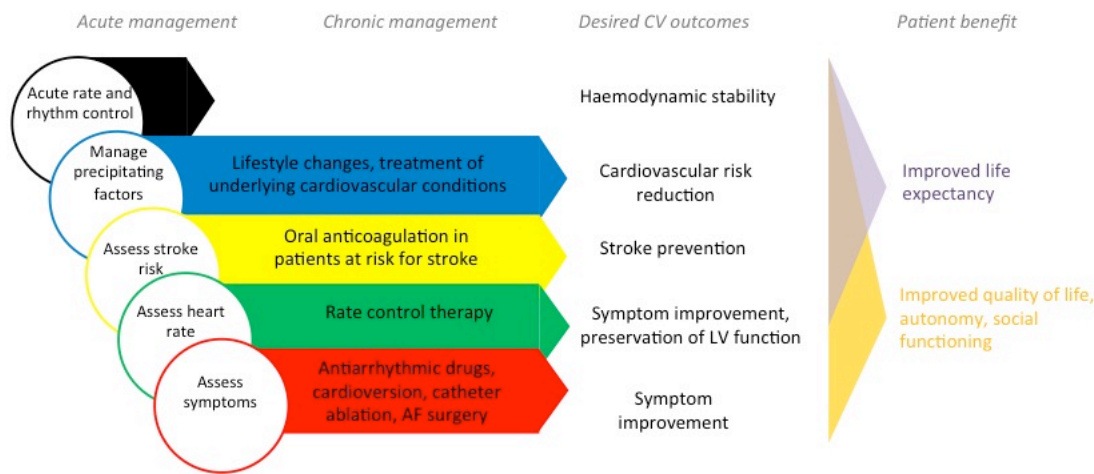 Acute management
Chronic management
Desired CV outcomes
Patient benefit
Acute rate and
rhythm control
Haemodynamic stability
Manage
precipitating
factors
Lifestyle changes, treatment of
underlying cardiovascular conditions
Cardiovascular risk
reduction
Improved life
expectancy
Assess stroke
risk
Oral anticoagulation in
patients at risk for stroke
Stroke prevention
Assess heart
rate
Rate control therapy
Symptom improvement,
preservation of LV function
Improved quality of life,
autonomy, social
functioning
Assess
symptoms
Antiarrhythmic drugs,
cardioversion, catheter
ablation, AF surgery
Symptom
improvement